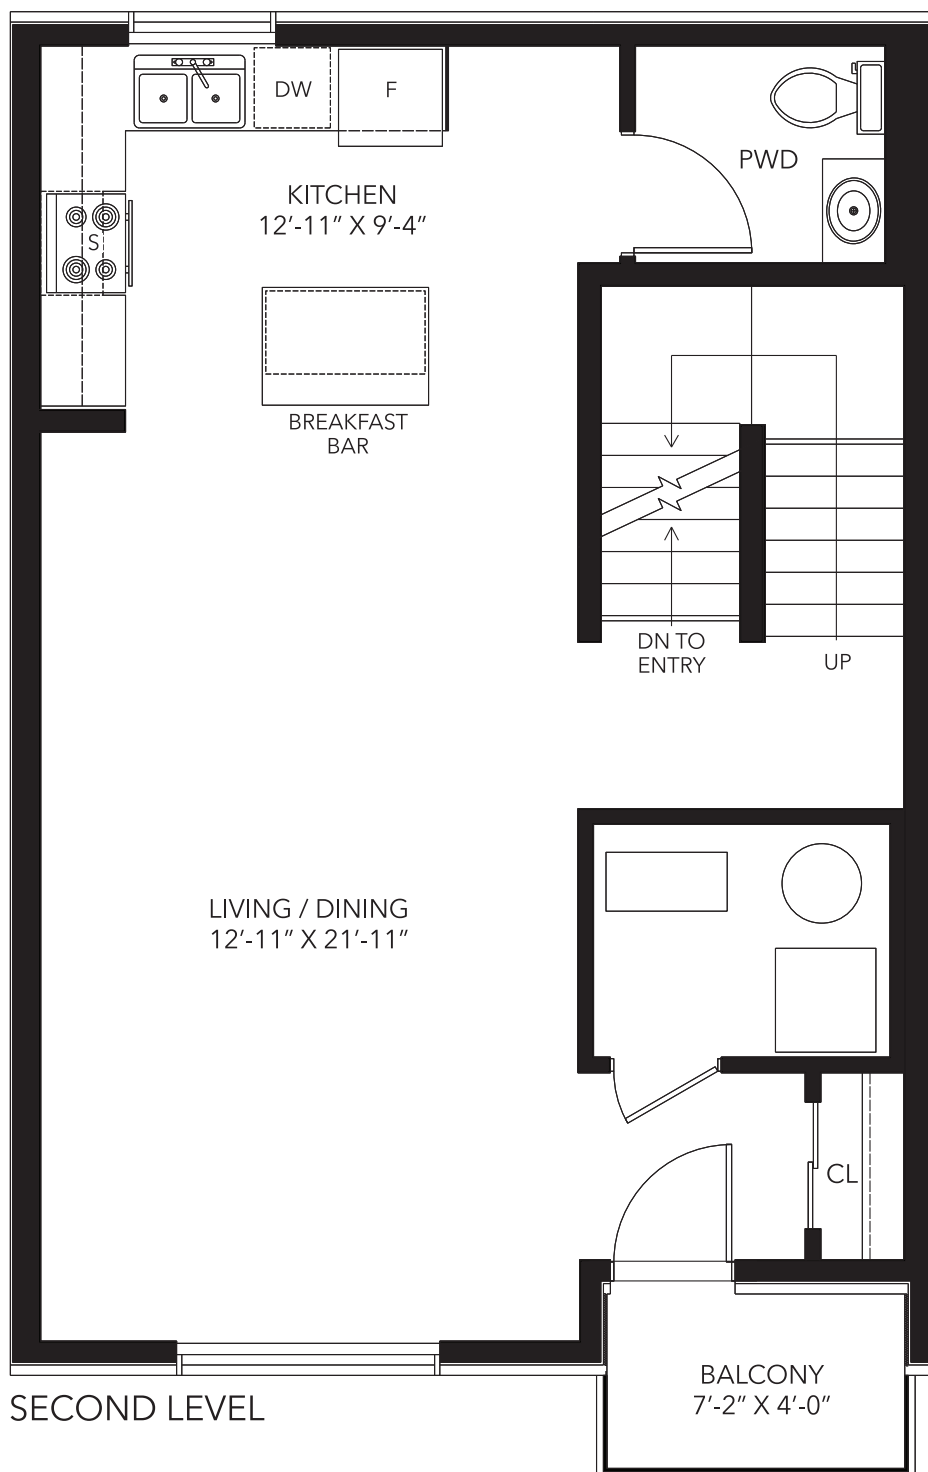 DW
F
PWD
KITCHEN
12'-11" X 9'-4"
S
BREAKFAST
BAR
DN TO
ENTRY
UP
LIVING / DINING
12'-11" X 21'-11"
CL
BALCONY
7'-2" X 4'-0"
SECOND LEVEL